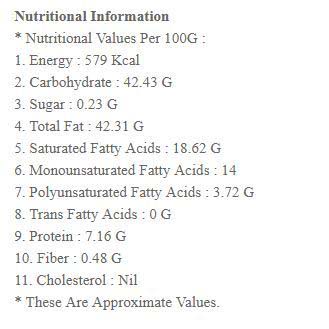 Nutritional Information
* Nutritional Values Per 100G :
1. Energy : 579 Kcal
2. Carbohydrate : 42.43 G
3. Sugar : 0.23 G
4. Total Fat : 42.31 G
5. Saturated Fatty Acids : 18.62 G
6. Monounsaturated Fatty Acids : 14
7. Polyunsaturated Fatty Acids : 3.72 G
8. Trans Fatty Acids : 0 G
9. Protein : 7.16 G
10. Fiber : 0.48 G
11. Cholesterol : Nil
* These Are Approximate Values.